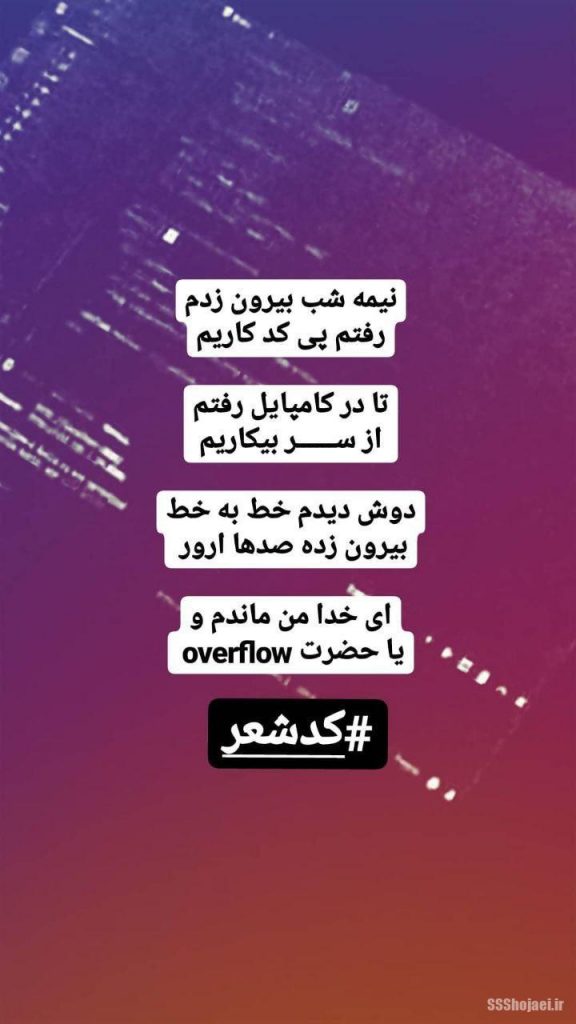 نیمه شب بیرون زدم
رفتم پی کد کاریم
تا در کامپایل رفتم
از ســـــر بیکاریم
دوش دیدم خط به خط
بیرون زده صدها ارور
ای خدا من ماندم و
یا حضرت overflow
#کدشعر
SSShojaei.ir